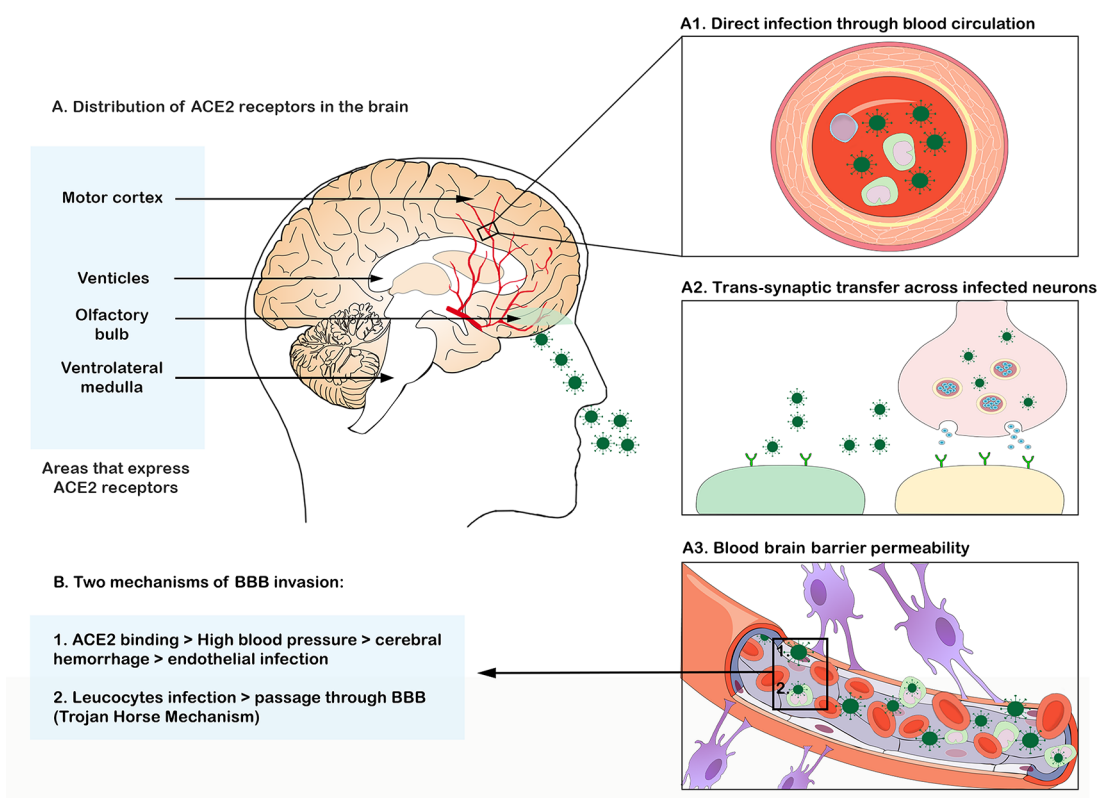 A1. Direct infection through blood circulation
A. Distribution of ACE2 receptors in the brain
Motor cortex
Venticles
Olfactory
bulb
Ventrolateral
medulla
Areas that express
ACE2 receptors
A2. Trans-synaptic transfer across infected neurons
A3. Blood brain barrier permeability
1.
2.
B. Two mechanisms of BBB invasion:
1. ACE2 binding > High blood pressure > cerebral
hemorrhage > endothelial infection
2. Leucocytes infection > passage through BBB
(Trojan Horse Mechanism)